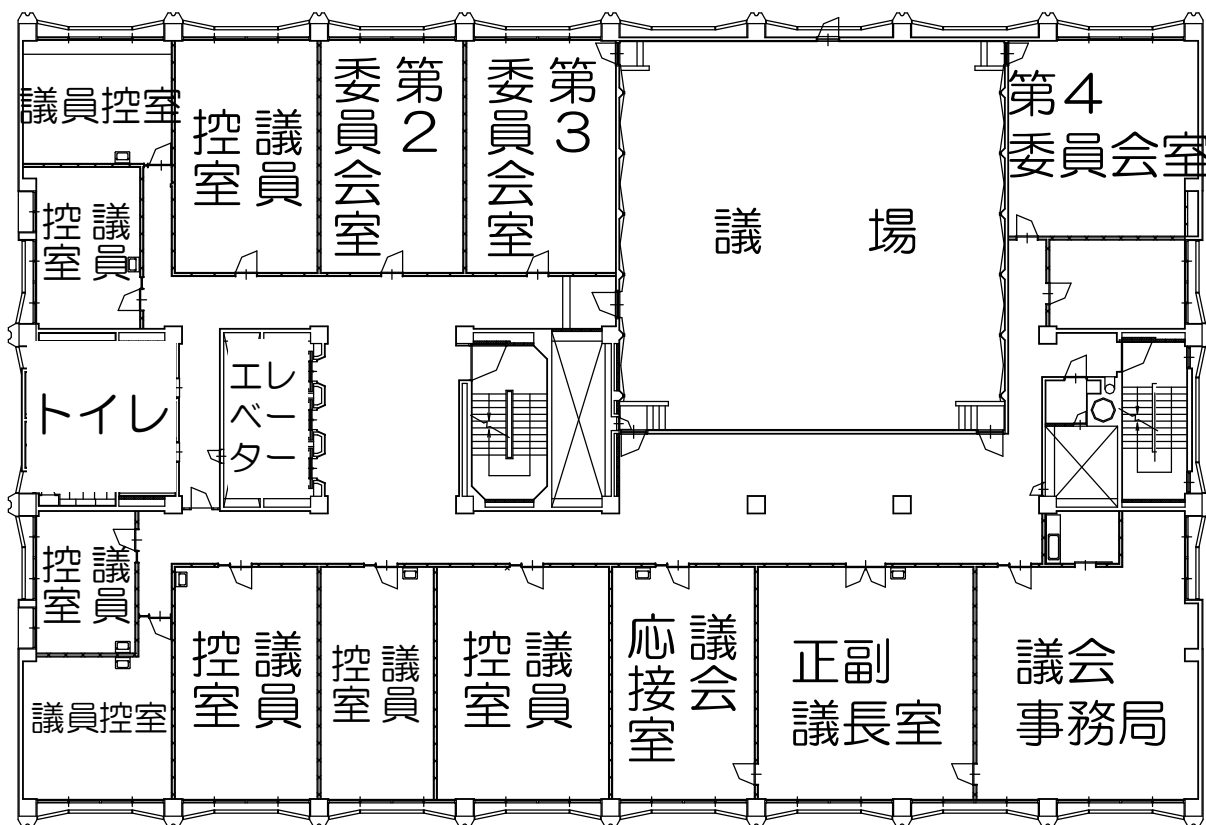 議員控室
議員
控室
第2
委員会室
第3
委員会室
議場
第4
委員会室
議員
控室
トイレ
エレ
ベー
ター
議員
控室
議員控室
議員
控室
議員
控室
議員
控室
議会
応接室
正副
議長室
議会
事務局